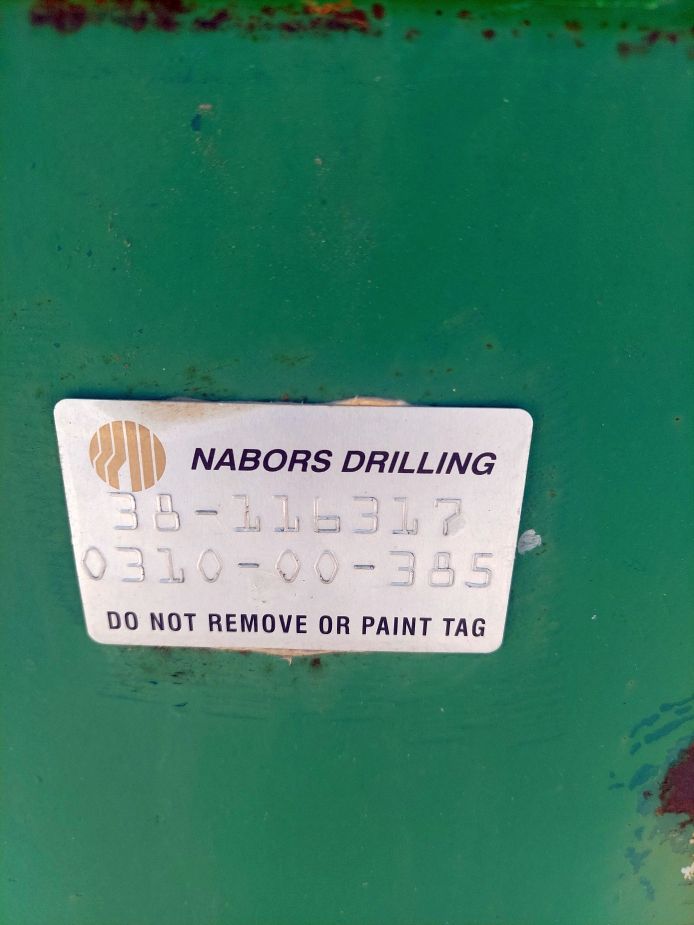 NABORS DRILLING
38-116317
0310-00-385
DO NOT REMOVE OR PAINT TAG